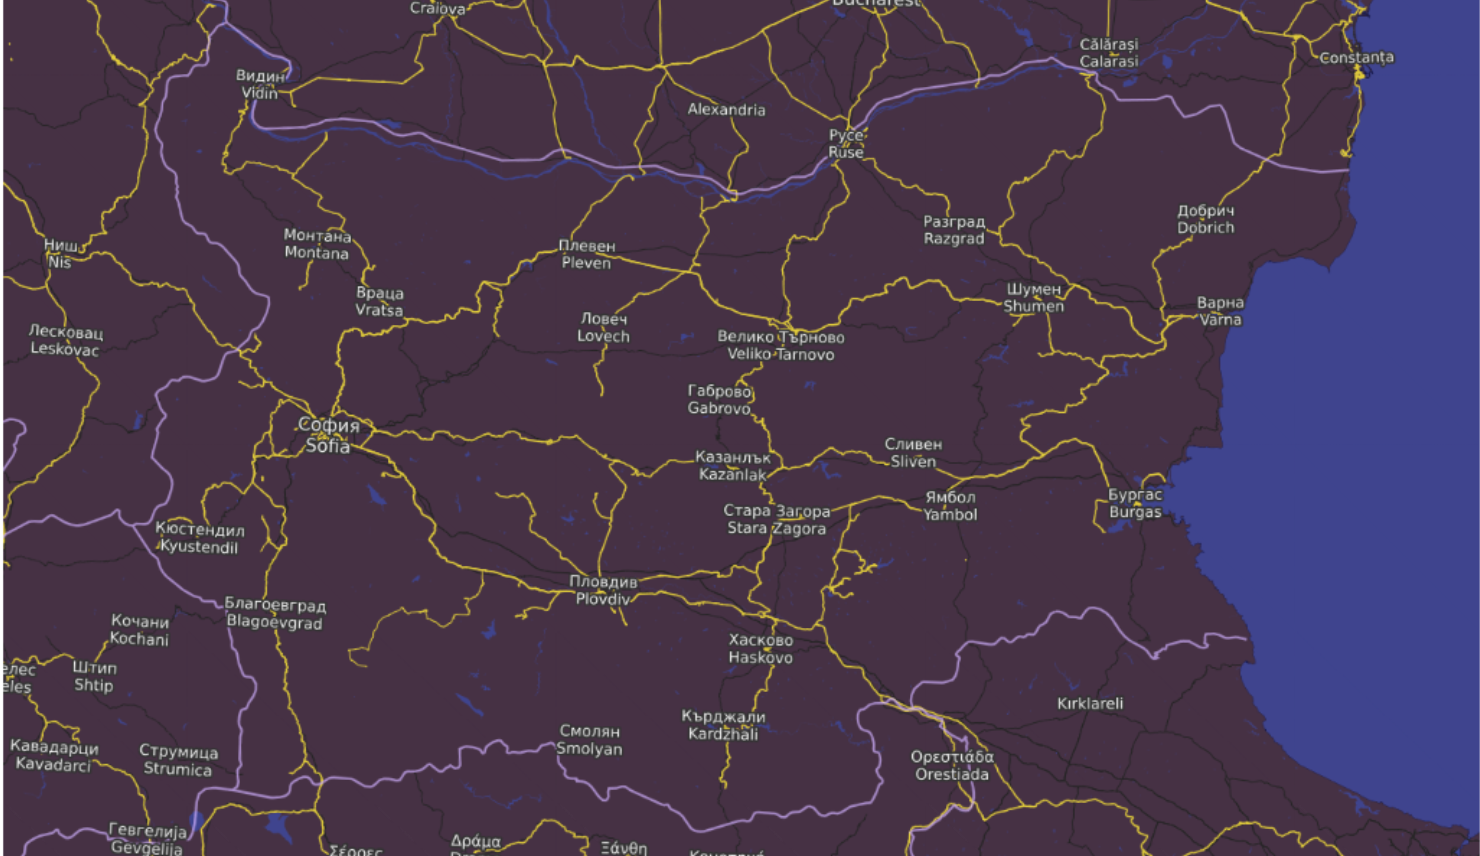 Craiova
Bucharest
Călărași
Calarasi
Constanța
Видин
Vidin
Alexandria
Русе
Ruse
Добрич
Dobrich
Разград
Razgrad
Монтана
Montana
Ниш
Nis
Плевен
Pleven
Враца
Vratsa
Шумен
Shumen
Варна
Varna
Лесковац
Leskovac
Ловеч
Lovech
Велико Търново
Veliko Tarnovo
Габрово
Gabrovo
София
Sofia
Сливен
Sliven
Казанлък
Kazanlak
Ямбол
Yambol
Бургас
Burgas
Стара Загора
Stara Zagora
Кюстендил
Kyustendil
Пловдив
Plovdiv
Благоевград
Blagoevgrad
Кочани
Kochani
Хасково
Haskovo
елес
eles
Штип
Shtip
Kırklareli
Кърджали
Kardzhali
Смолян
Smolyan
Кавадарци
Kavadarci
Струмица
Strumica
Ορεστιάδα
Orestiada
Гевгелија
Gevgelija
Δράμα
Ξάνθη
Σέρρες